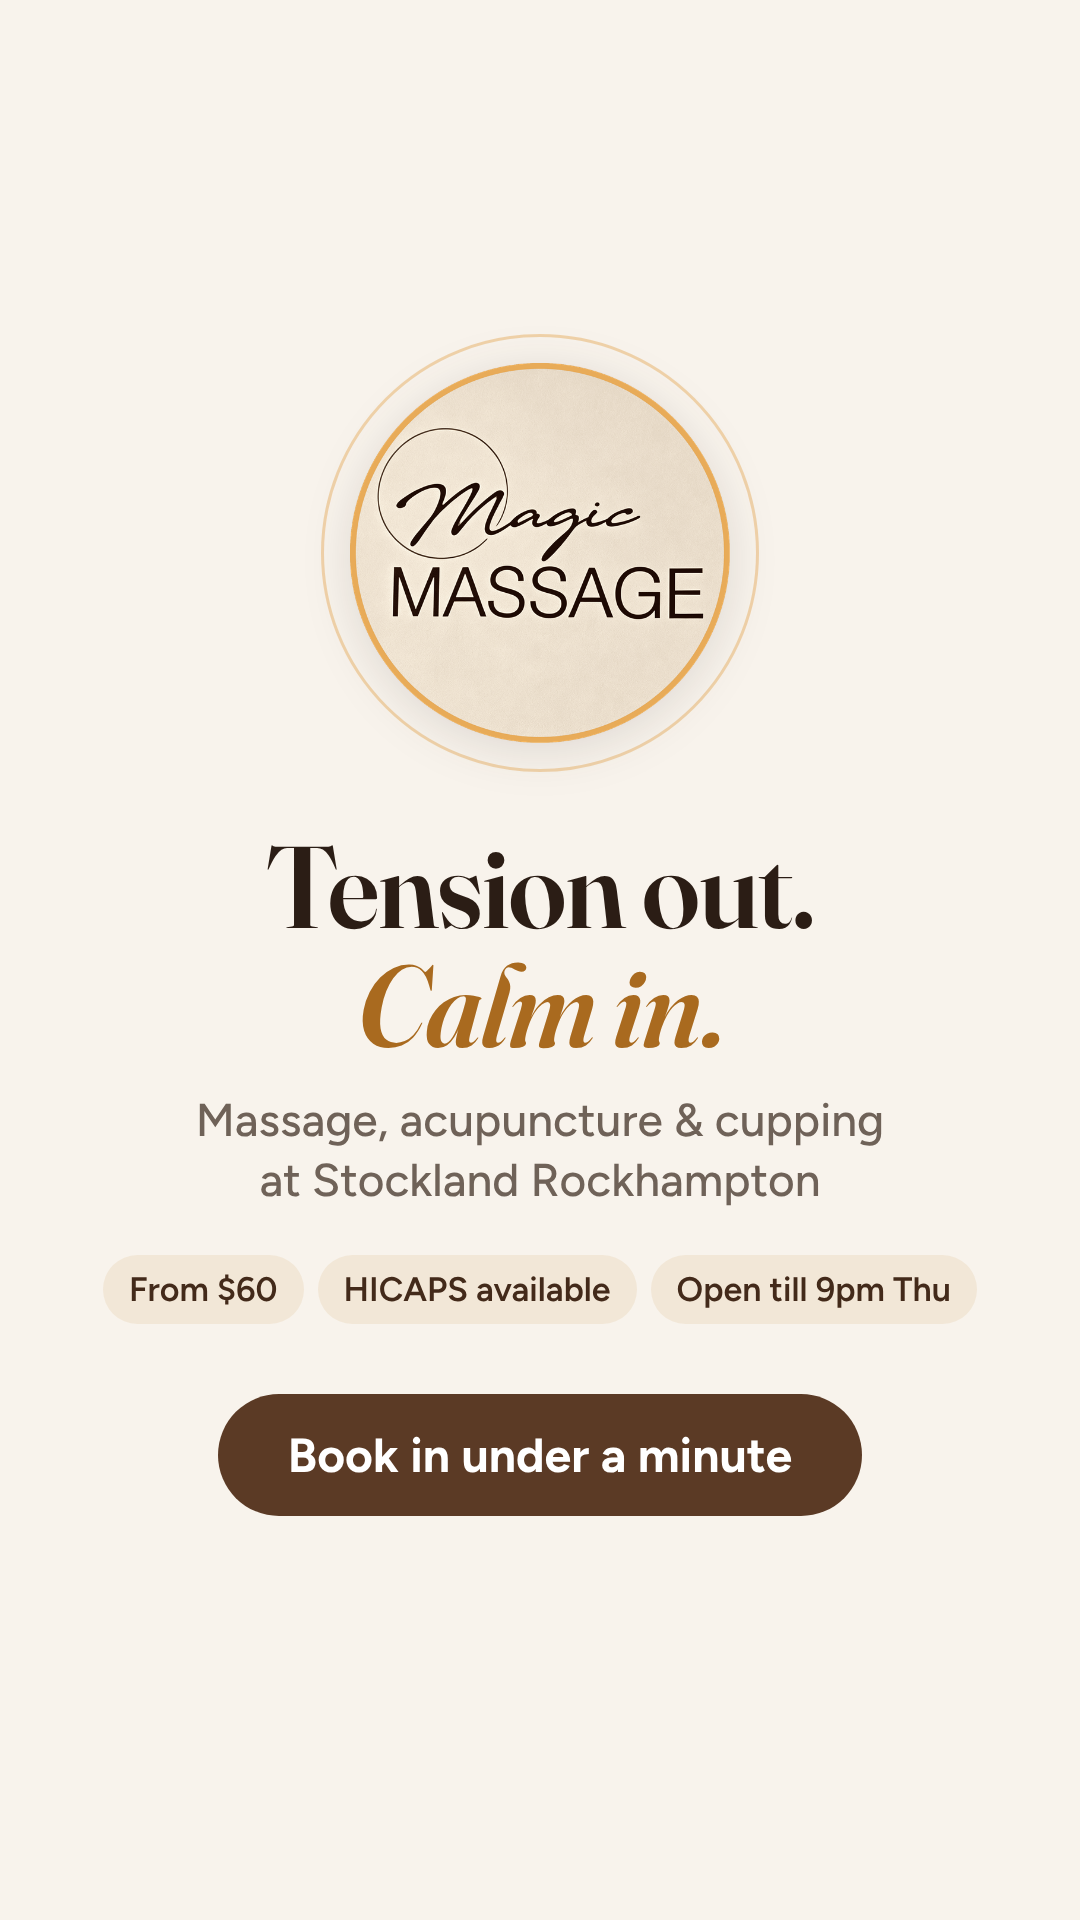 Magic
MASSAGE
Tension out.
Calm in.
Massage, acupuncture & cupping
at Stockland Rockhampton
From $60 HICAPS available Open till 9pm Thu
Book in under a minute